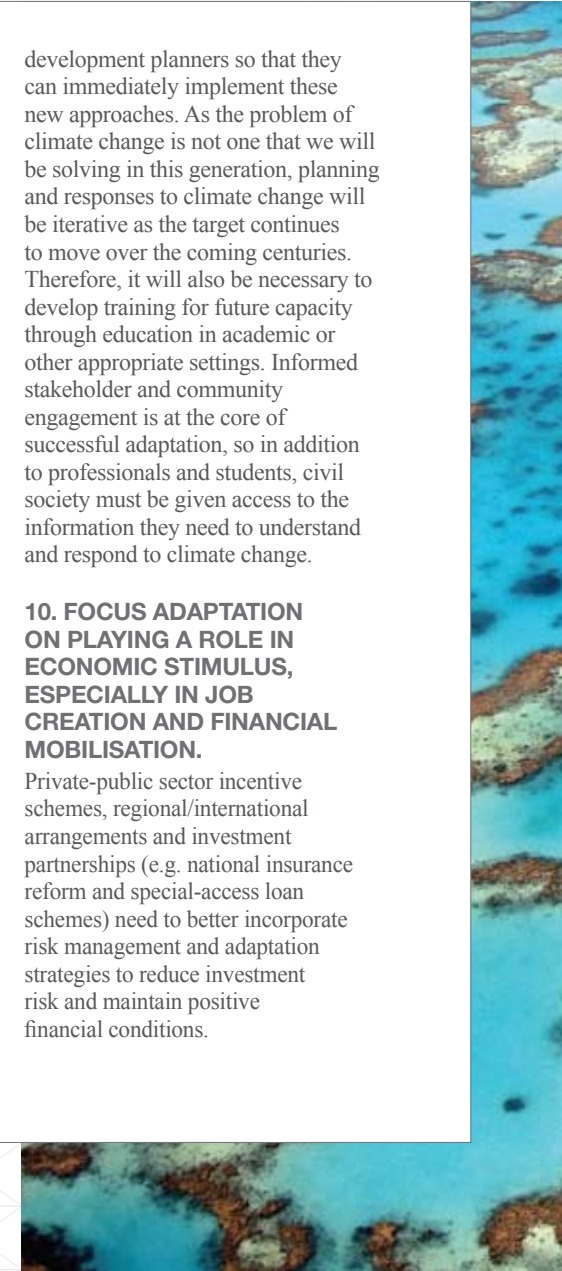 development planners so that they
can immediately implement these
new approaches. As the problem of
climate change is not one that we will
be solving in this generation, planning
and responses to climate change will
be iterative as the target continues
to move over the coming centuries.
Therefore, it will also be necessary to
develop training for future capacity
through education in academic or
other appropriate settings. Informed
stakeholder and community
engagement is at the core of
successful adaptation, so in addition
to professionals and students, civil
society must be given access to the
information they need to understand
and respond to climate change.
10. FOCUS ADAPTATION
ON PLAYING A ROLE IN
ECONOMIC STIMULUS,
ESPECIALLY IN JOB
CREATION AND FINANCIAL
MOBILISATION.
Private-public sector incentive
schemes, regional/international
arrangements and investment
partnerships (e.g. national insurance
reform and special-access loan
schemes) need to better incorporate
risk management and adaptation
strategies to reduce investment
risk and maintain positive
financial conditions.